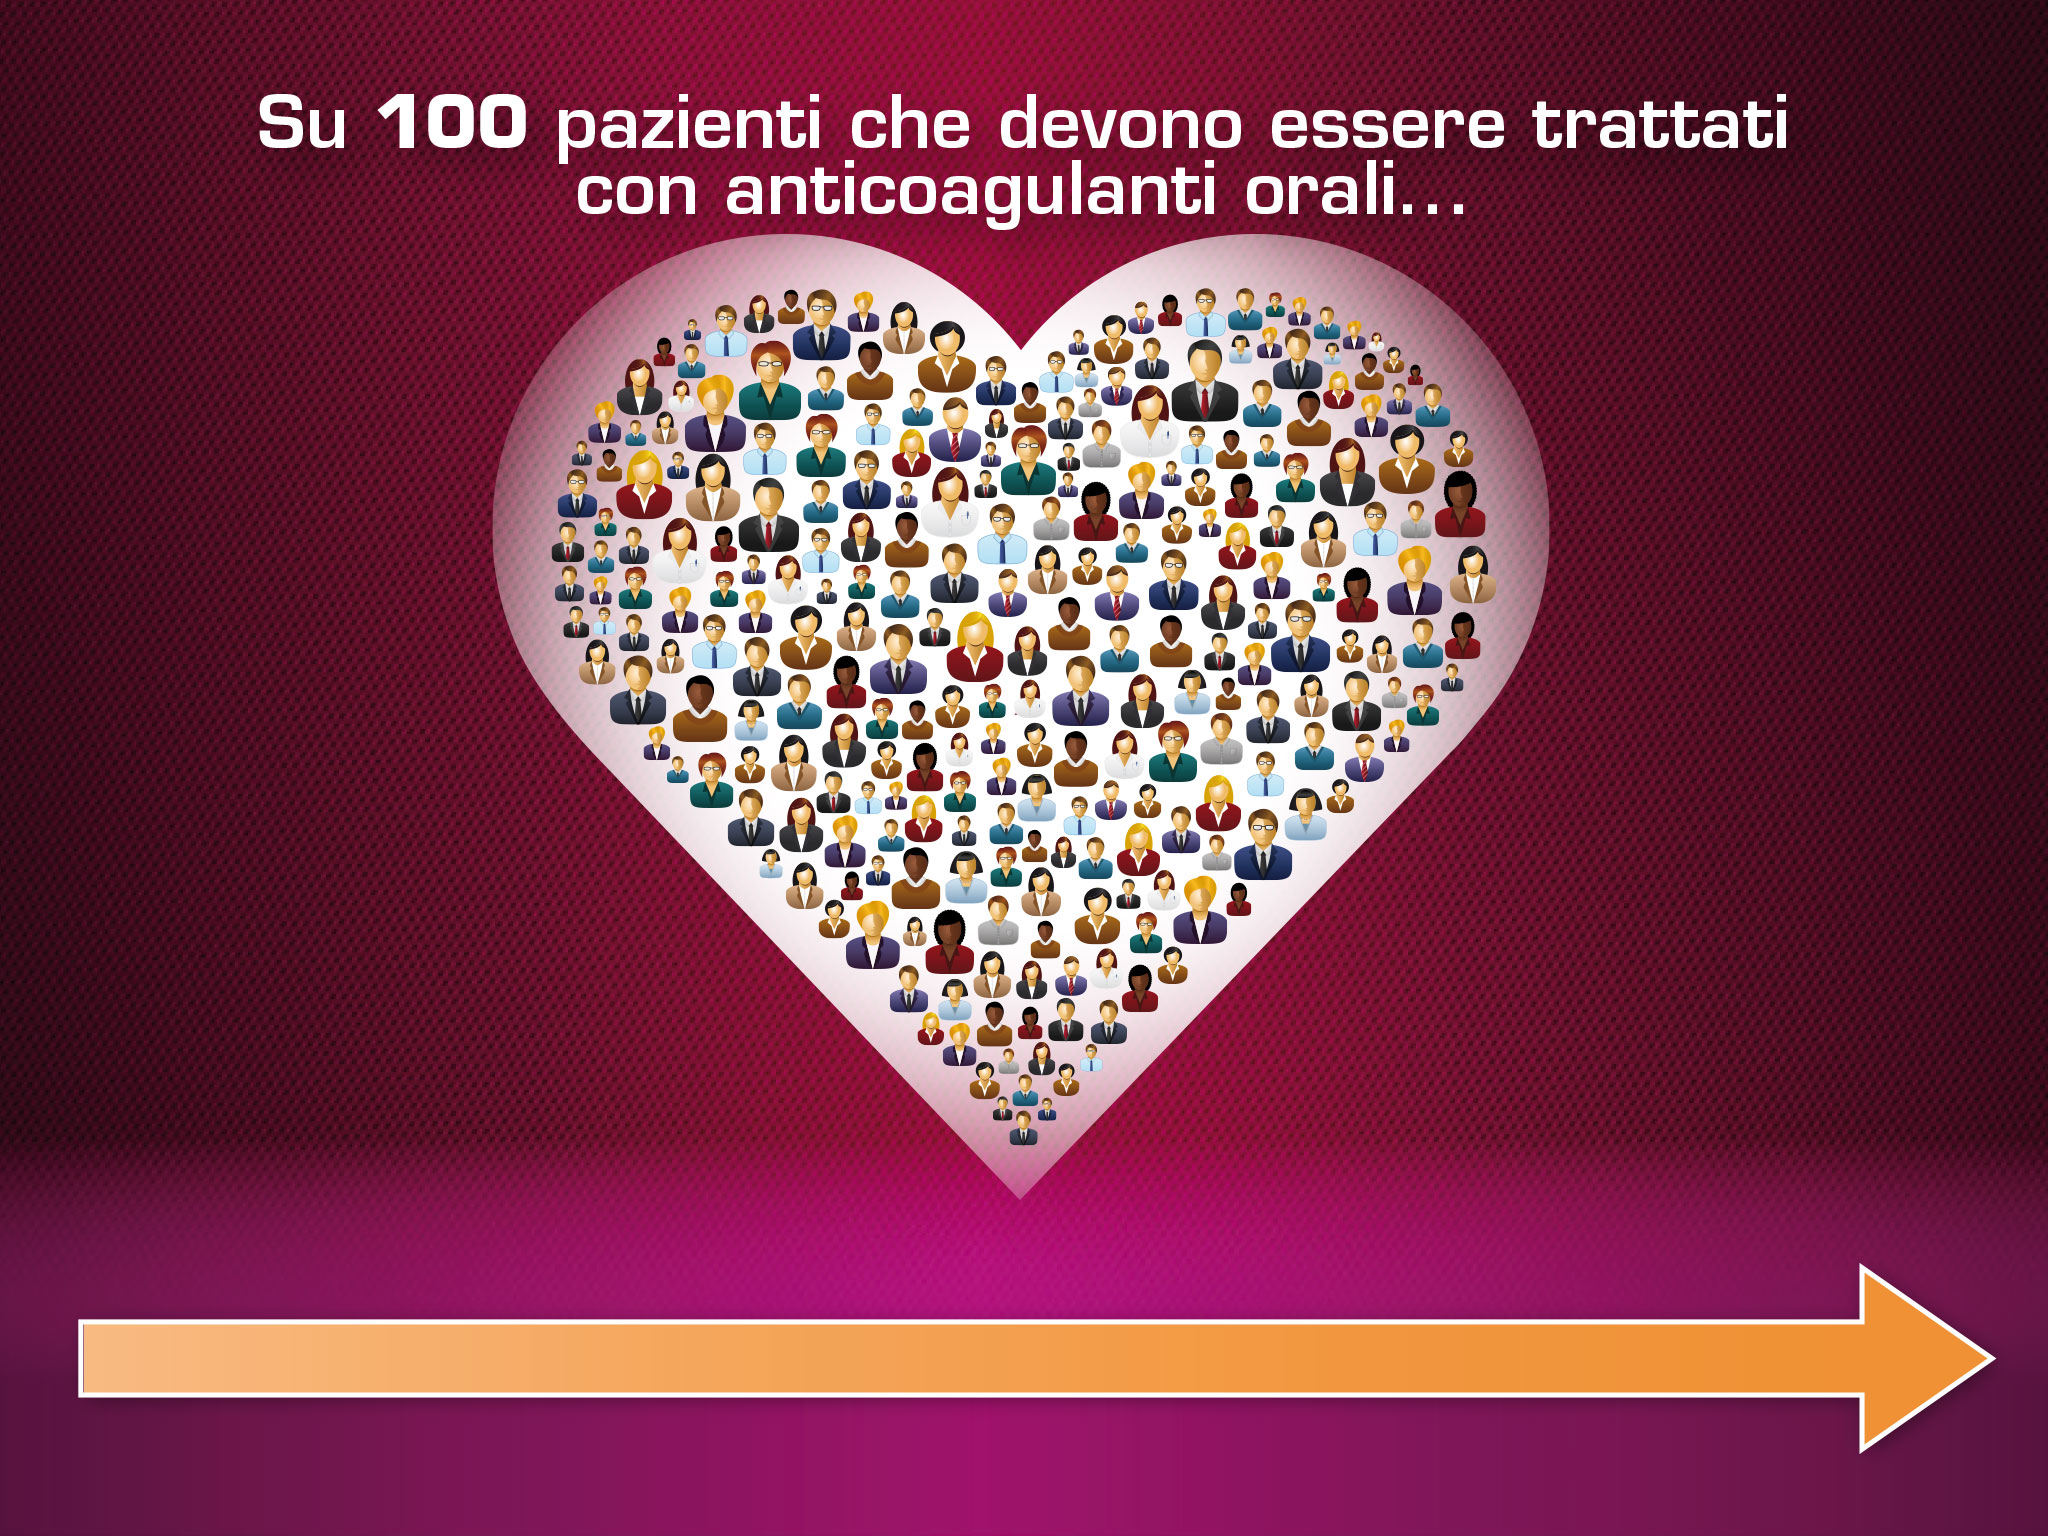 Su 100 pazienti che devono essere trattati
con anticoagulanti orali...